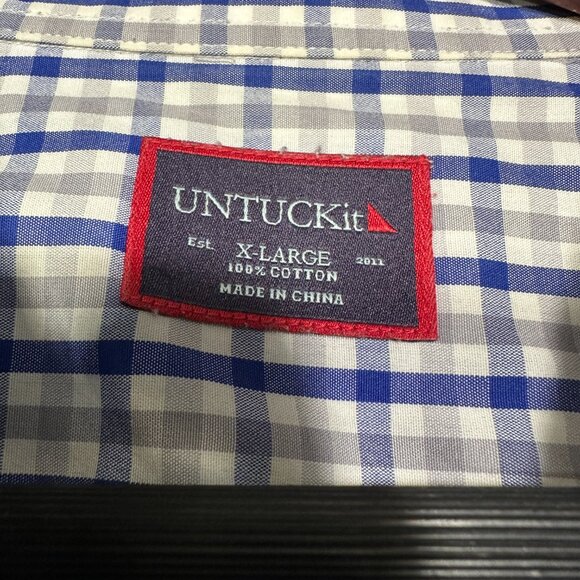 UNTUCKit
Est. X-LARGE 2011
100% COTTON
MADE IN CHINA